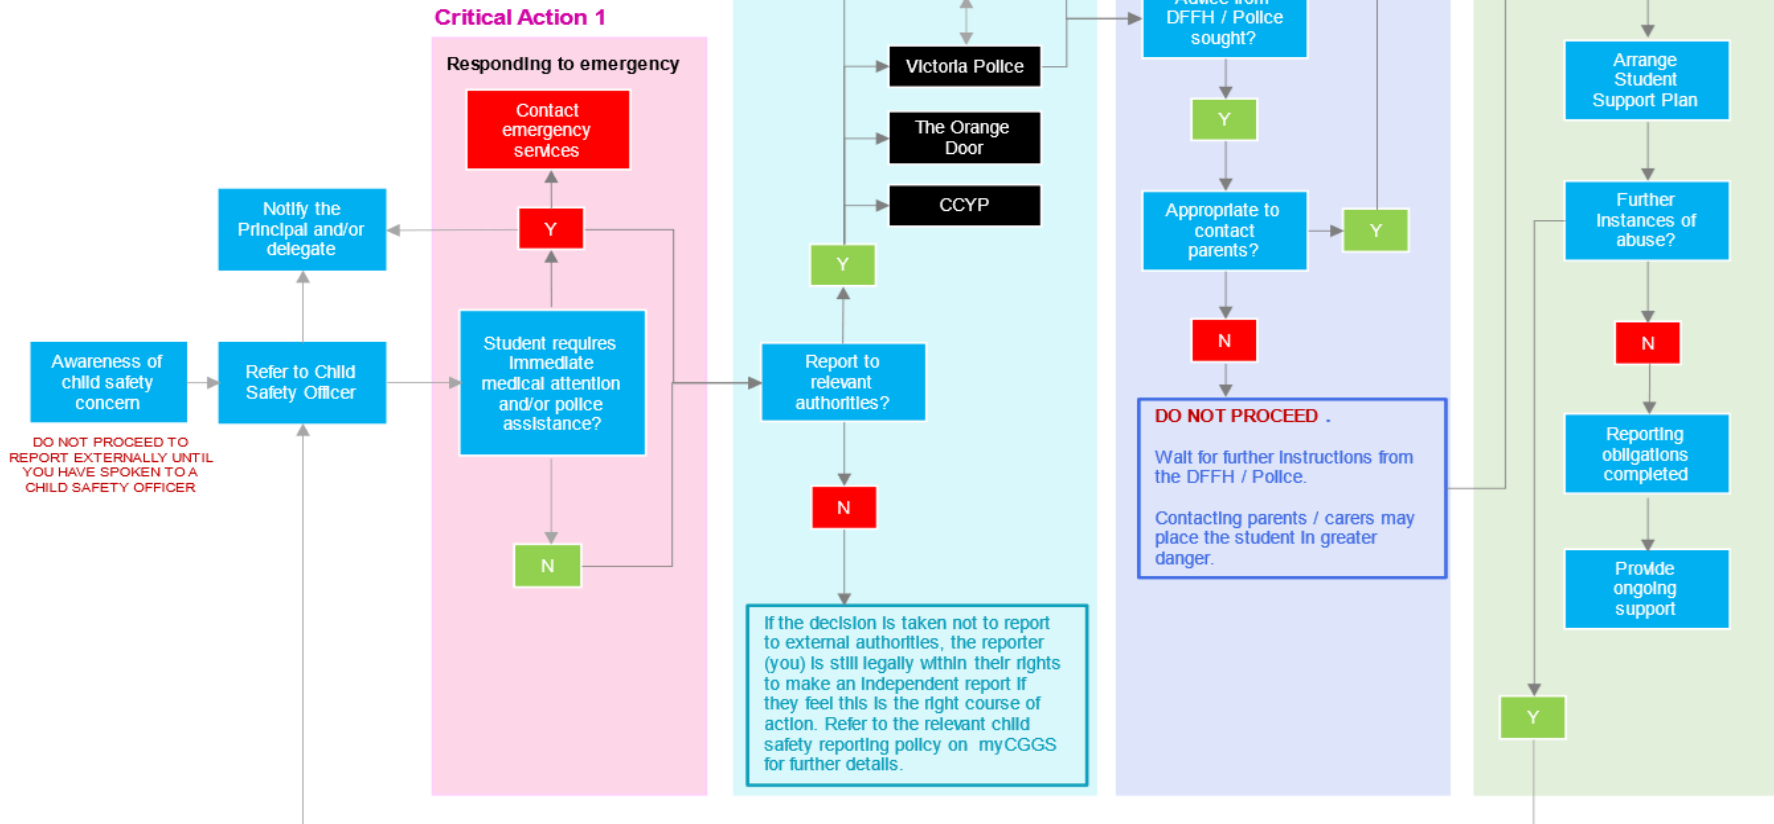 Critical Action 1
Responding to emergency
Contact
emergency
services
Y
Notify the
Principal and/or
delegate
Awareness of
child safety
concern
DO NOT PROCEED TO
REPORT EXTERNALLY UNTIL
YOU HAVE SPOKEN TO A
CHILD SAFETY OFFICER
Refer to Child
Safety Officer
Student requires
immediate
medical attention
and/or police
assistance?
N
Victoria Police
The Orange
Door
CCYP
Y
Report to
relevant
authorities?
N
If the decision is taken not to report
to external authorities, the reporter
(you) is still legally within their rights
to make an independent report if
they feel this is the right course of
action. Refer to the relevant child
safety reporting policy on myCGGS
for further details.
Advice from
DFFH / Police
sought?
Y
Appropriate to
contact
parents?
Y
N
DO NOT PROCEED .
Wait for further instructions from
the DFFH / Police.
Contacting parents / carers may
place the student in greater
danger.
Arrange
Student
Support Plan
Further
instances of
abuse?
N
Reporting
obligations
completed
Provide
ongoing
support
Y